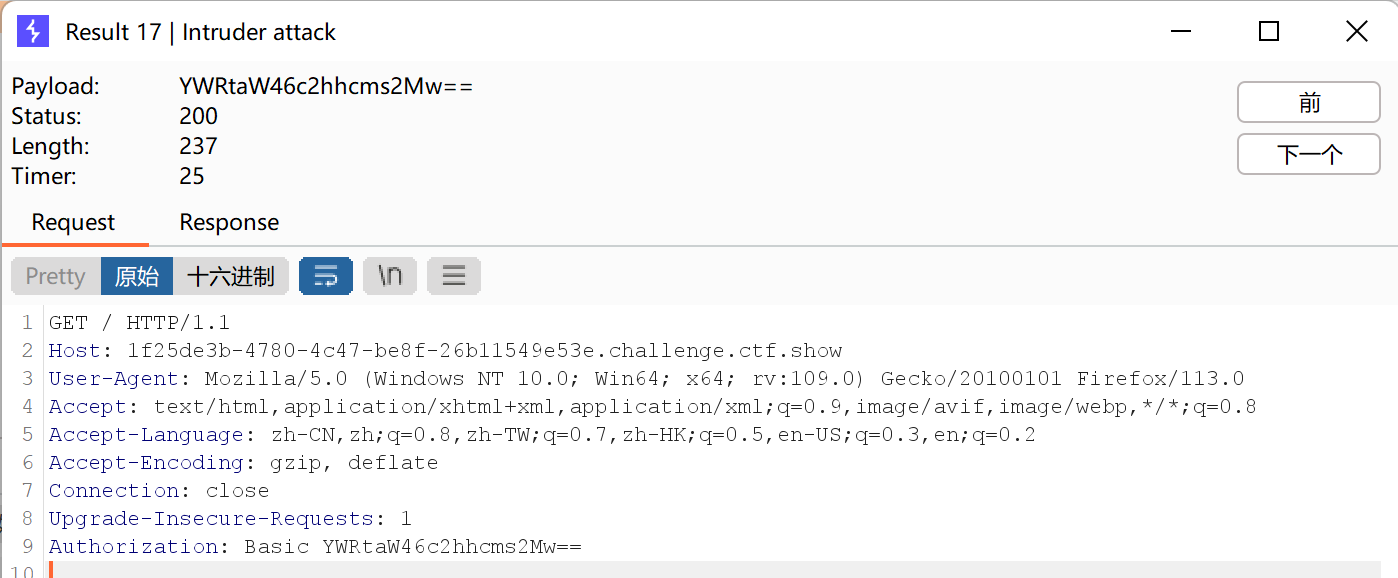 Result 17 | Intruder attack
Payload: YWRtaW46c2hhcms2Mw==
Status: 200
Length: 237
Timer: 25
前
下一个
Request Response
Pretty 原始 十六进制 \n
1 GET / HTTP/1.1
2 Host: 1f25de3b-4780-4c47-be8f-26b11549e53e.challenge.ctf.show
3 User-Agent: Mozilla/5.0 (Windows NT 10.0; Win64; x64; rv:109.0) Gecko/20100101 Firefox/113.0
4 Accept: text/html,application/xhtml+xml,application/xml;q=0.9,image/avif,image/webp,*/*;q=0.8
5 Accept-Language: zh-CN,zh;q=0.8,zh-TW;q=0.7,zh-HK;q=0.5,en-US;q=0.3,en;q=0.2
6 Accept-Encoding: gzip, deflate
7 Connection: close
8 Upgrade-Insecure-Requests: 1
9 Authorization: Basic YWRtaW46c2hhcms2Mw==
10